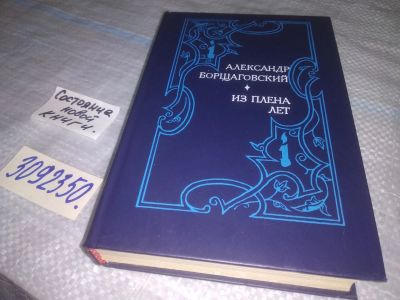 АЛЕКСАНДР
БОРЩАГОВСКИЙ
ИЗ ПЛЕНА
ЛЕТ
Состояние
новой
книги.
3092350.